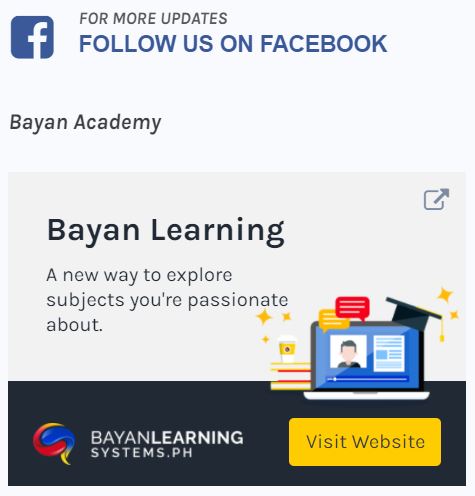 FOR MORE UPDATES
FOLLOW US ON FACEBOOK
Bayan Academy
Bayan Learning
A new way to explore
subjects you're passionate
about.
BAYANLEARNING
SYSTEMS.PH
Visit Website